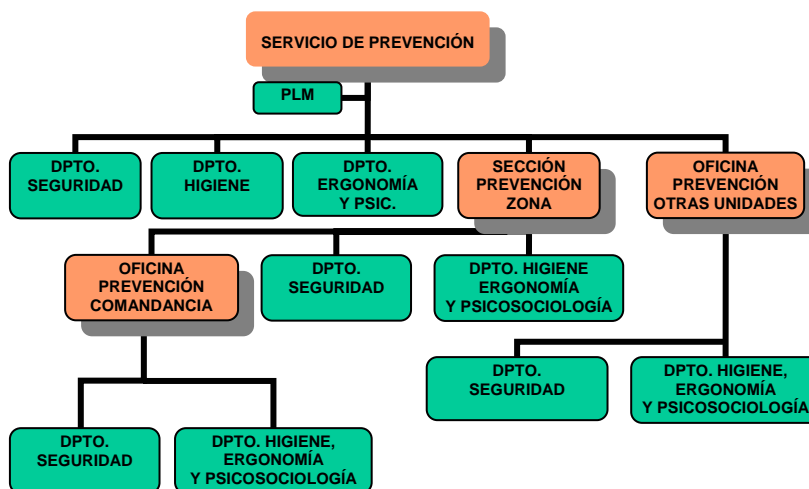 SERVICIO DE PREVENCIÓN
PLM
DPTO.
SEGURIDAD
DPTO.
HIGIENE
DPTO.
ERGONOMÍA
Y PSIC.
SECCIÓN
PREVENCIÓN
ZONA
OFICINA
PREVENCIÓN
OTRAS UNIDADES
OFICINA
PREVENCIÓN
COMANDANCIA
DPTO.
SEGURIDAD
DPTO. HIGIENE
ERGONOMÍA
Y PSICOSOCIOLOGÍA
DPTO.
SEGURIDAD
DPTO. HIGIENE,
ERGONOMÍA
Y PSICOSOCIOLOGÍA
DPTO.
SEGURIDAD
DPTO. HIGIENE,
ERGONOMÍA
Y PSICOSOCIOLOGÍA